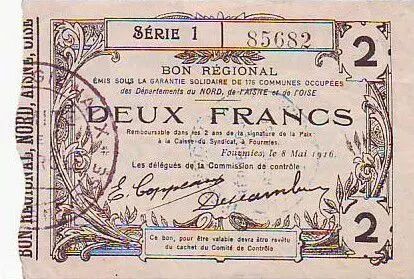 SÉRIE 1 85682
2
BON RÉGIONAL
ÉMIS SOUS LA GARANTIE SOLIDAIRE DE 175 COMMUNES OCCUPÉES
des Départements du NORD, de l'AISNE et de l'OISE
DEUX FRANCS
Remboursable dans les 2 ans de la signature de la Paix
à la Caisse du Syndicat, à Fourmies.
Fourmies, le 8 Mai 1916.
Les délégués de la Commission de contrôle
2
Ce bon, pour être valable devra être revêtu
du cachet du Comité de Contrôle
BON RÉGIONAL, NORD, AISNE, OISE